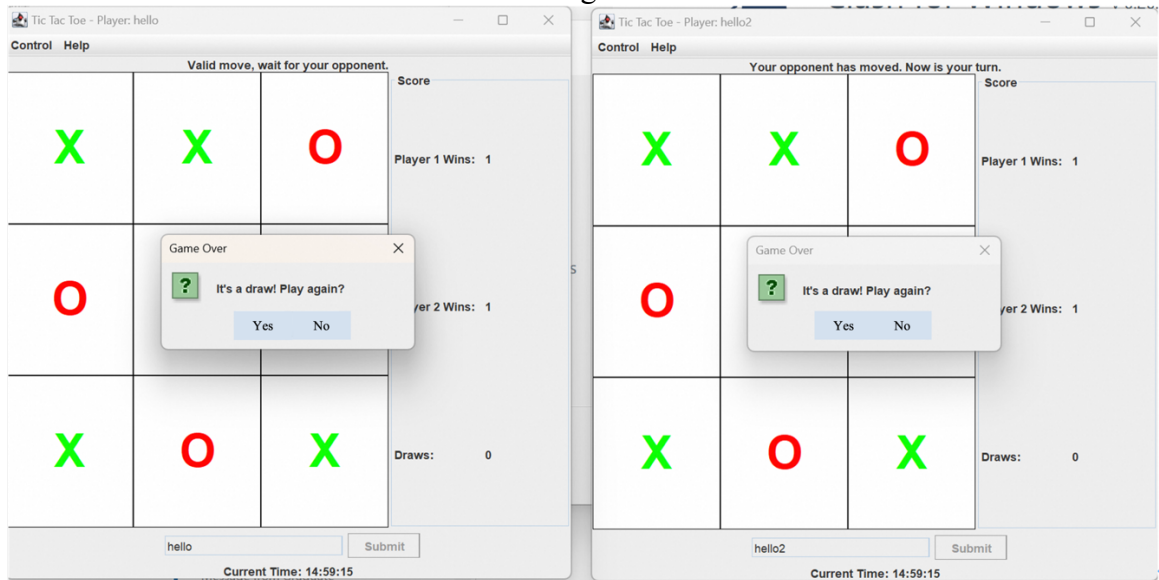 Tic Tac Toe - Player: hello
Control Help
Valid move, wait for your opponent.
Score
X X O
Player 1 Wins: 1
Game Over
It's a draw! Play again?
Yes No
O
yer 2 Wins: 1
X O X
Draws: 0
hello Submit
Current Time: 14:59:15
Tic Tac Toe - Player: hello2
Control Help
Your opponent has moved. Now is your turn.
Score
X X O
Player 1 Wins: 1
Game Over
It's a draw! Play again?
Yes No
O
yer 2 Wins: 1
X O X
Draws: 0
hello2 Submit
Current Time: 14:59:15